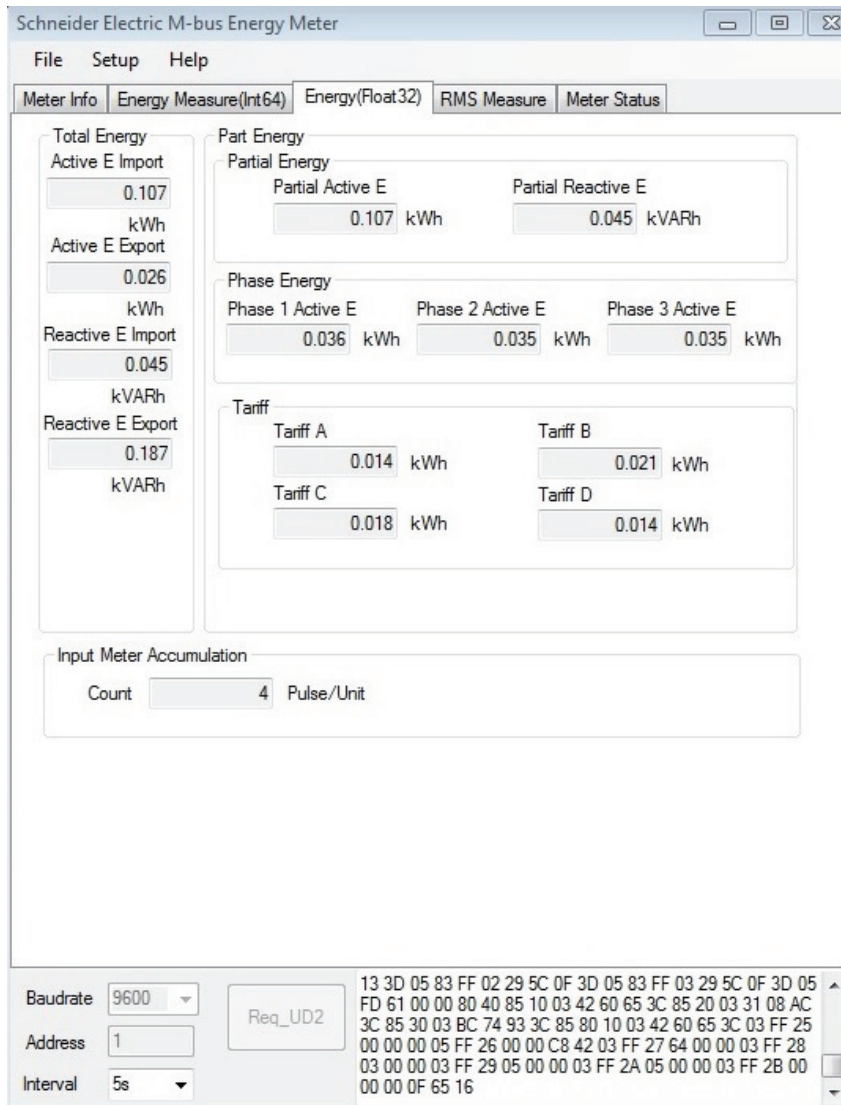 Schneider Electric M-bus Energy Meter
File Setup Help
Meter Info Energy Measure(Int64) Energy(Float32) RMS Measure Meter Status
Total Energy
Active E Import
0.107
kWh
Active E Export
0.026
kWh
Reactive E Import
0.045
kVARh
Reactive E Export
0.187
kVARh
Part Energy
Partial Energy
Partial Active E Partial Reactive E
0.107 kWh 0.045 kVARh
Phase Energy
Phase 1 Active E Phase 2 Active E Phase 3 Active E
0.036 kWh 0.035 kWh 0.035 kWh
Tariff
Tariff A Tariff B
0.014 kWh 0.021 kWh
Tariff C Tariff D
0.018 kWh 0.014 kWh
Input Meter Accumulation
Count 4 Pulse/Unit
Baudrate 9600
Address 1
Interval 5s
Req_UD2
13 3D 05 83 FF 02 29 5C 0F 3D 05 83 FF 03 29 5C 0F 3D 05
FD 61 00 00 80 40 85 10 03 42 60 65 3C 85 20 03 31 08 AC
3C 85 30 03 BC 74 93 3C 85 80 10 03 42 60 65 3C 03 FF 25
00 00 00 05 FF 26 00 00 C8 42 03 FF 27 64 00 00 03 FF 28
03 00 00 03 FF 29 05 00 00 03 FF 2A 05 00 00 03 FF 2B 00
00 00 0F 65 16